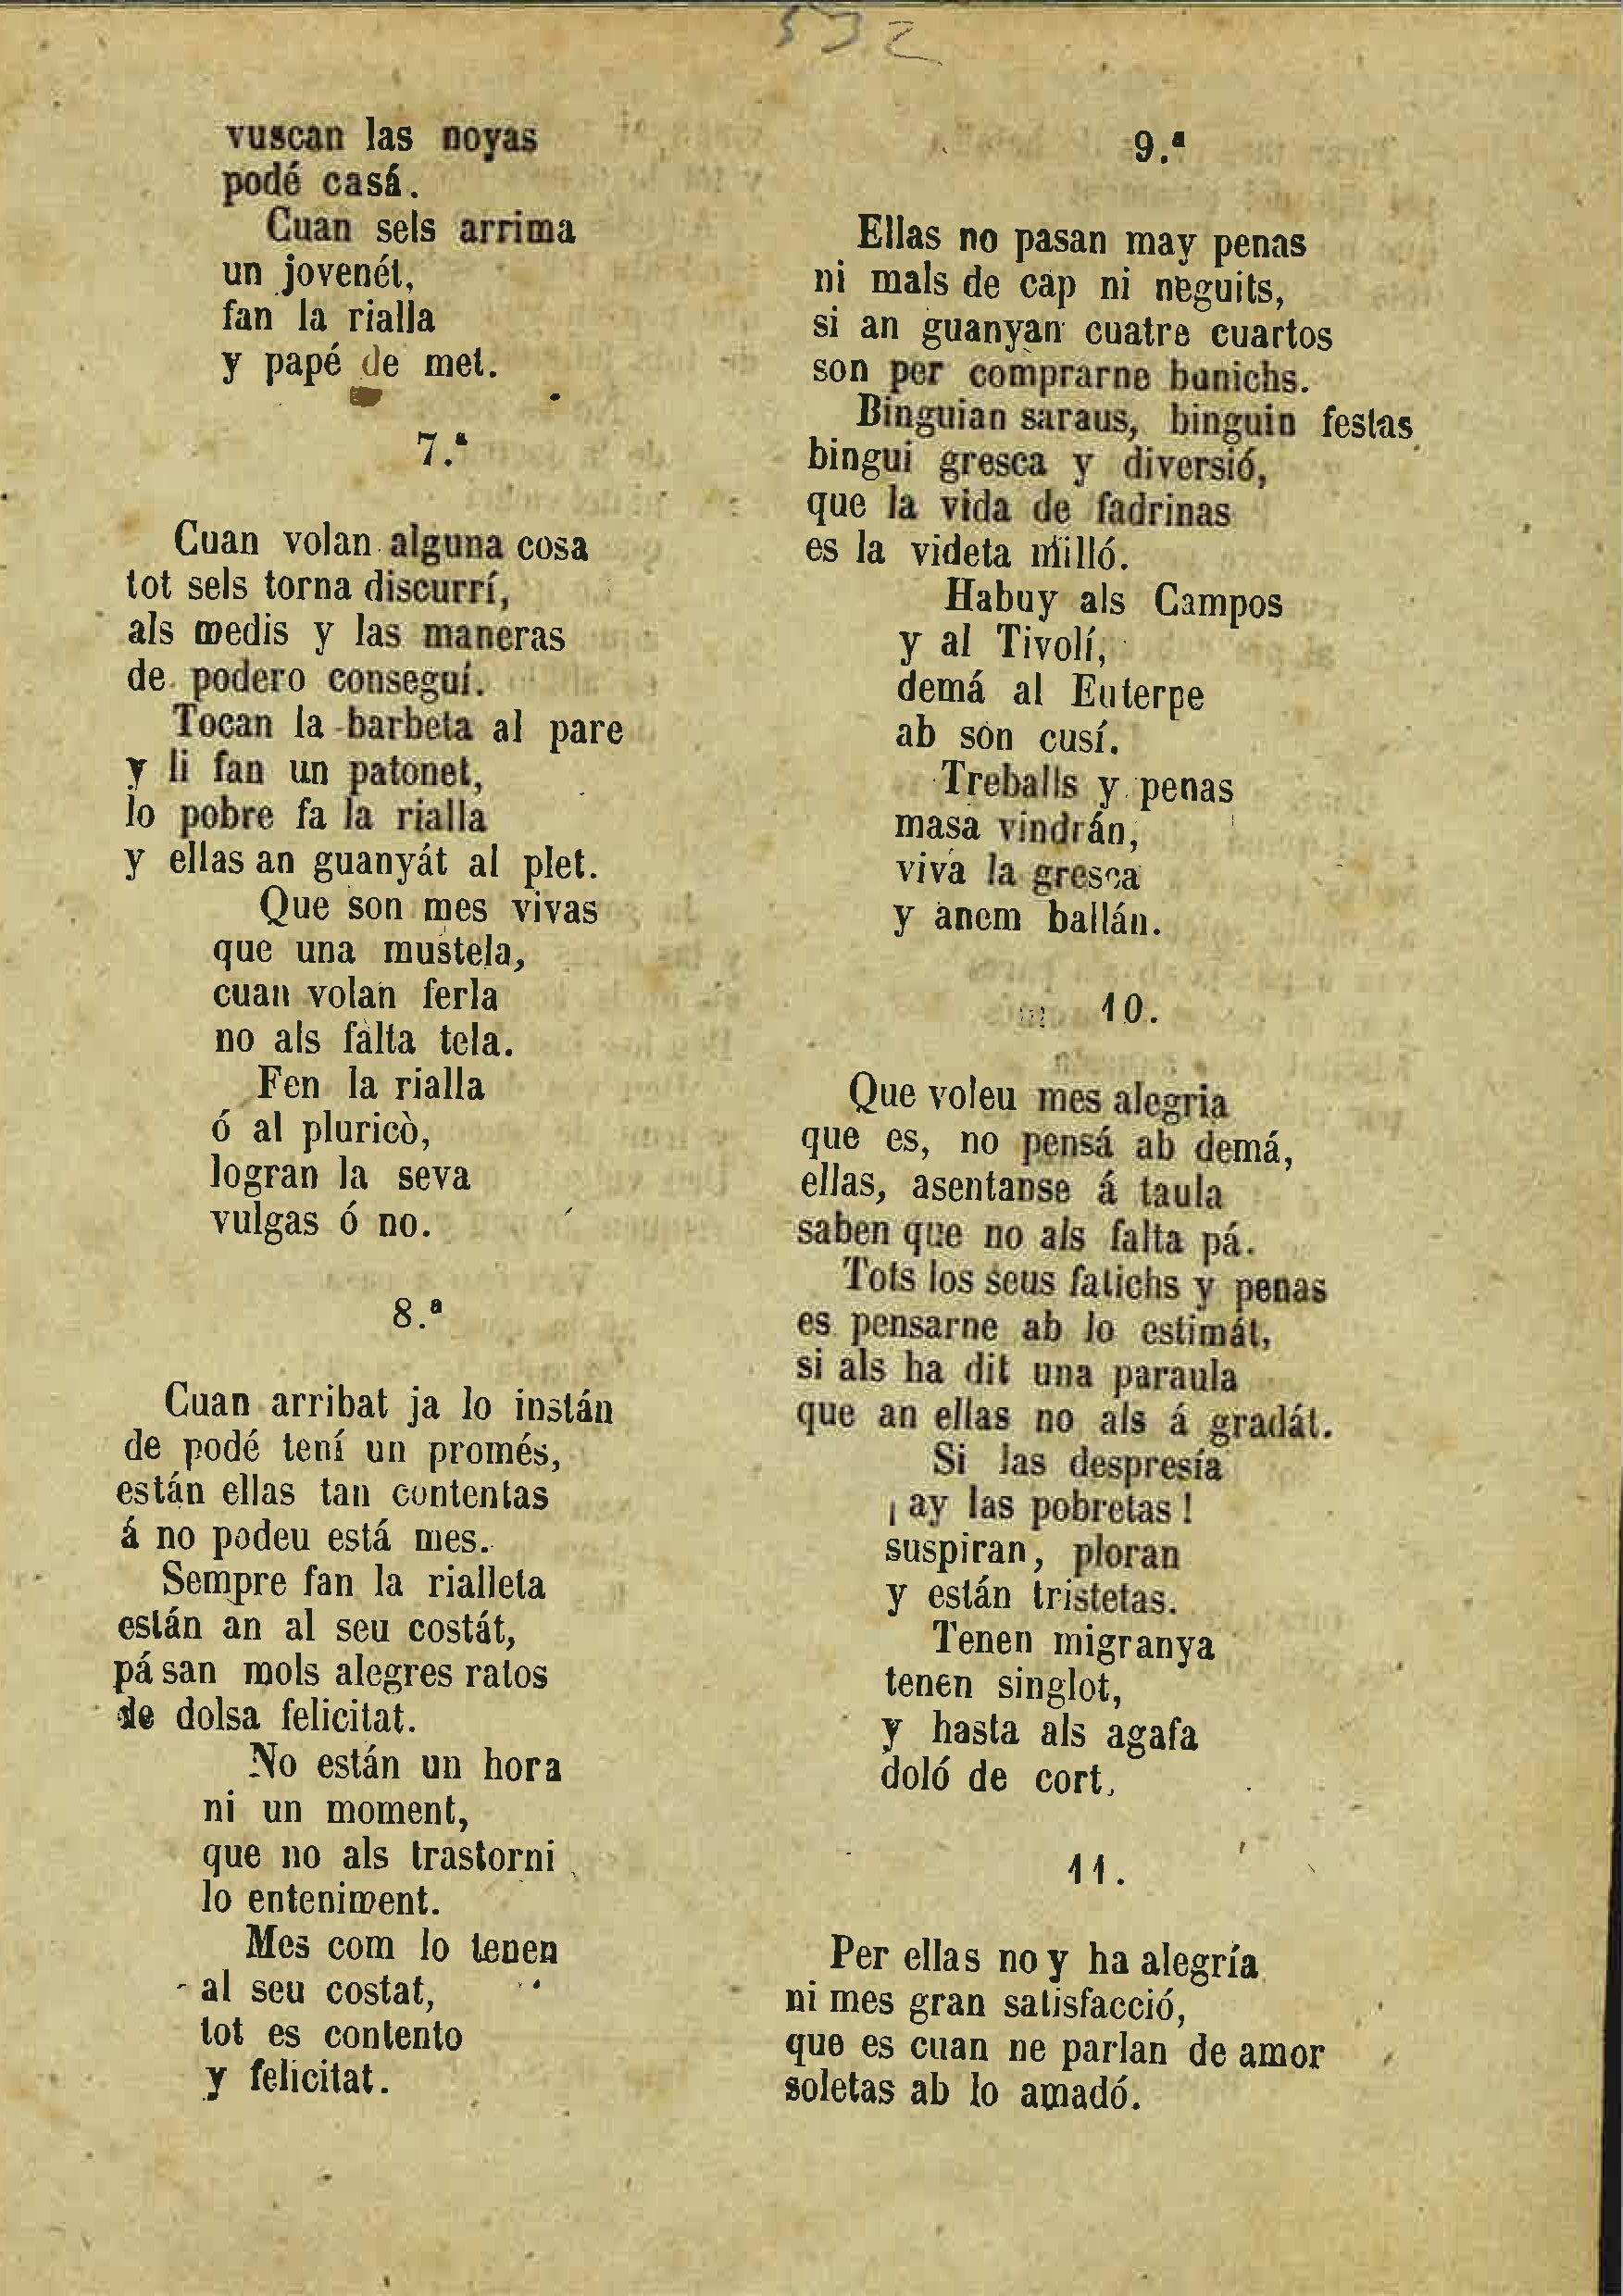 532
vuscan las noyas
podé casá.
Cuan sels arrima
un jovenét,
fan la rialla
y papé de met.
7.ª
Cuan volan alguna cosa
tot sels torna discurrí,
als medis y las maneras
de podero conseguí.
Tocan la barbeta al pare
y li fan un patonet,
lo pobre fa la rialla
y ellas an guanyát al plet.
Que son mes vivas
que una mustela,
cuan volan ferla
no als falta tela.
Fen la rialla
ó al pluricò,
logran la seva
vulgas ó no.
8.ª
Cuan arribat ja lo instán
de podé tení un promés,
están ellas tan contentas
á no podeu está mes.
Sempre fan la rialleta
están an al seu costát,
pá san mols alegres ratos
de dolsa felicitat.
No están un hora
ni un moment,
que no als trastorni
lo enteniment.
Mes com lo tenen
al seu costat,
tot es contento
y felicitat.
9.ª
Ellas no pasan may penas
ni mals de cap ni neguits,
si an guanyan cuatre cuartos
son per comprarne bunichs.
Binguian saraus, binguin festas
bingui gresca y diversió,
que la vida de fadrinas
es la videta milló.
Habuy als Campos
y al Tivolí,
demá al Euterpe
ab son cusí.
Treballs y penas
masa vindrán,
viva la gresca
y anem ballán.
10.
Que voleu mes alegria
que es, no pensá ab demá,
ellas, asentanse á taula
saben que no als falta pá.
Tots los seus fatichs y penas
es pensarne ab lo estimát,
si als ha dit una paraula
que an ellas no als á gradát.
Si las despresía
¡ ay las pobretas !
suspiran, ploran
y están tristetas.
Tenen migranya
tenen singlot,
y hasta als agafa
doló de cort.
11.
Per ellas no y ha alegría
ni mes gran satisfacció,
que es cuan ne parlan de amor
soletas ab lo amadó.